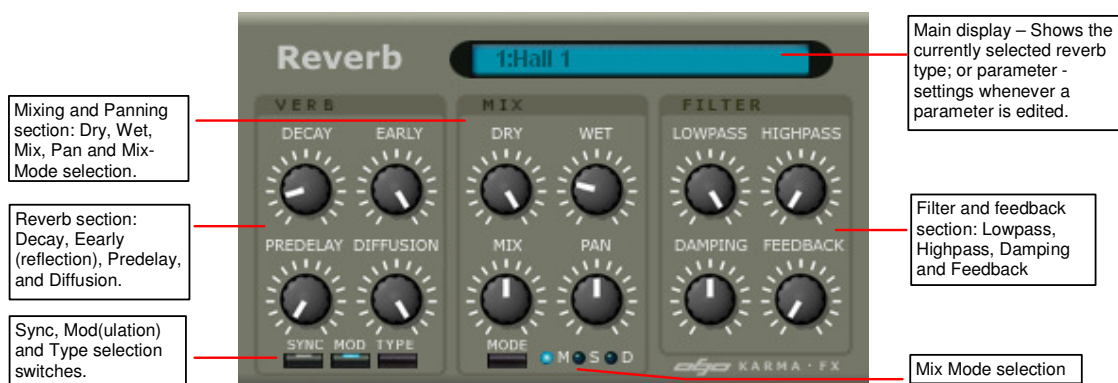 Reverb
1:Hall 1
Main display – Shows the
currently selected reverb
type; or parameter -
settings whenever a
parameter is edited.
Mixing and Panning
section: Dry, Wet,
Mix, Pan and Mix-
Mode selection.
VERB
MIX
FILTER
DECAY EARLY
DRY WET
LOWPASS HIGHPASS
Reverb section:
Decay, Eearly
(reflection), Predelay,
and Diffusion.
Filter and feedback
section: Lowpass,
Highpass, Damping
and Feedback
PREDELAY DIFFUSION
MIX PAN
DAMPING FEEDBACK
Sync, Mod(ulation)
and Type selection
switches.
SYNC MOD TYPE
MODE
M S D
KARMA · FX
Mix Mode selection